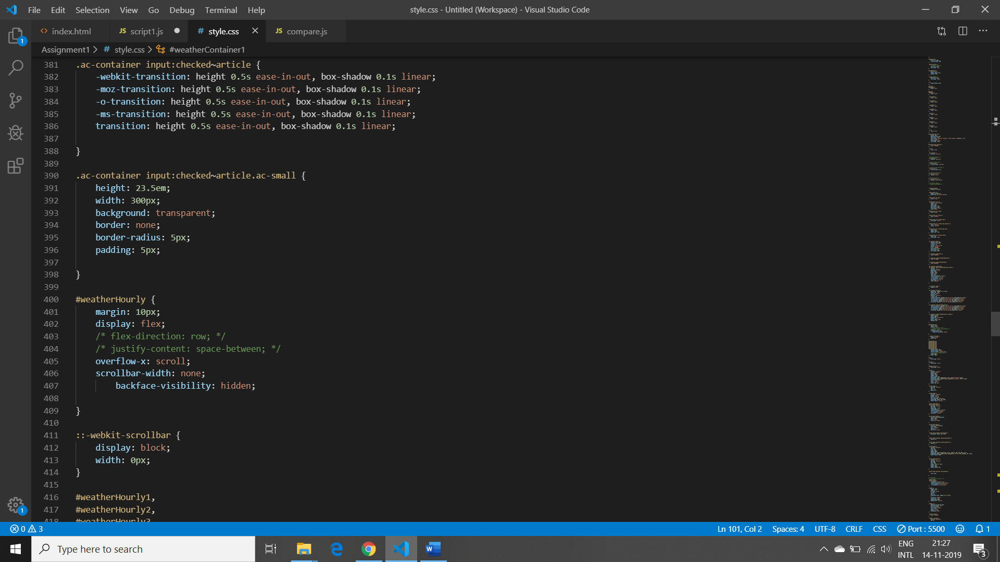 File Edit Selection View Go Debug Terminal Help
style.css - Untitled (Workspace) - Visual Studio Code
<> index.html
JS script1.js
# style.css
JS compare.js
1
Assignment1 > # style.css > #weatherContainer1
381 .ac-container input:checked~article {
382 -webkit-transition: height 0.5s ease-in-out, box-shadow 0.1s linear;
383 -moz-transition: height 0.5s ease-in-out, box-shadow 0.1s linear;
384 -o-transition: height 0.5s ease-in-out, box-shadow 0.1s linear;
385 -ms-transition: height 0.5s ease-in-out, box-shadow 0.1s linear;
386 transition: height 0.5s ease-in-out, box-shadow 0.1s linear;
387
388 }
389
390 .ac-container input:checked~article.ac-small {
391 height: 23.5em;
392 width: 300px;
393 background: transparent;
394 border: none;
395 border-radius: 5px;
396 padding: 5px;
397
398 }
399
400 #weatherHourly {
401 margin: 10px;
402 display: flex;
403 /* flex-direction: row; */
404 /* justify-content: space-between; */
405 overflow-x: scroll;
406 scrollbar-width: none;
407 backface-visibility: hidden;
408
409 }
410
411 ::-webkit-scrollbar {
412 display: block;
413 width: 0px;
414 }
415
416 #weatherHourly1,
417 #weatherHourly2,
418 #weatherHourly3
1
0 3
Ln 101, Col 2 Spaces: 4 UTF-8 CRLF CSS Port : 5500 1
Type here to search
ENG
INTL
21:27
14-11-2019
3